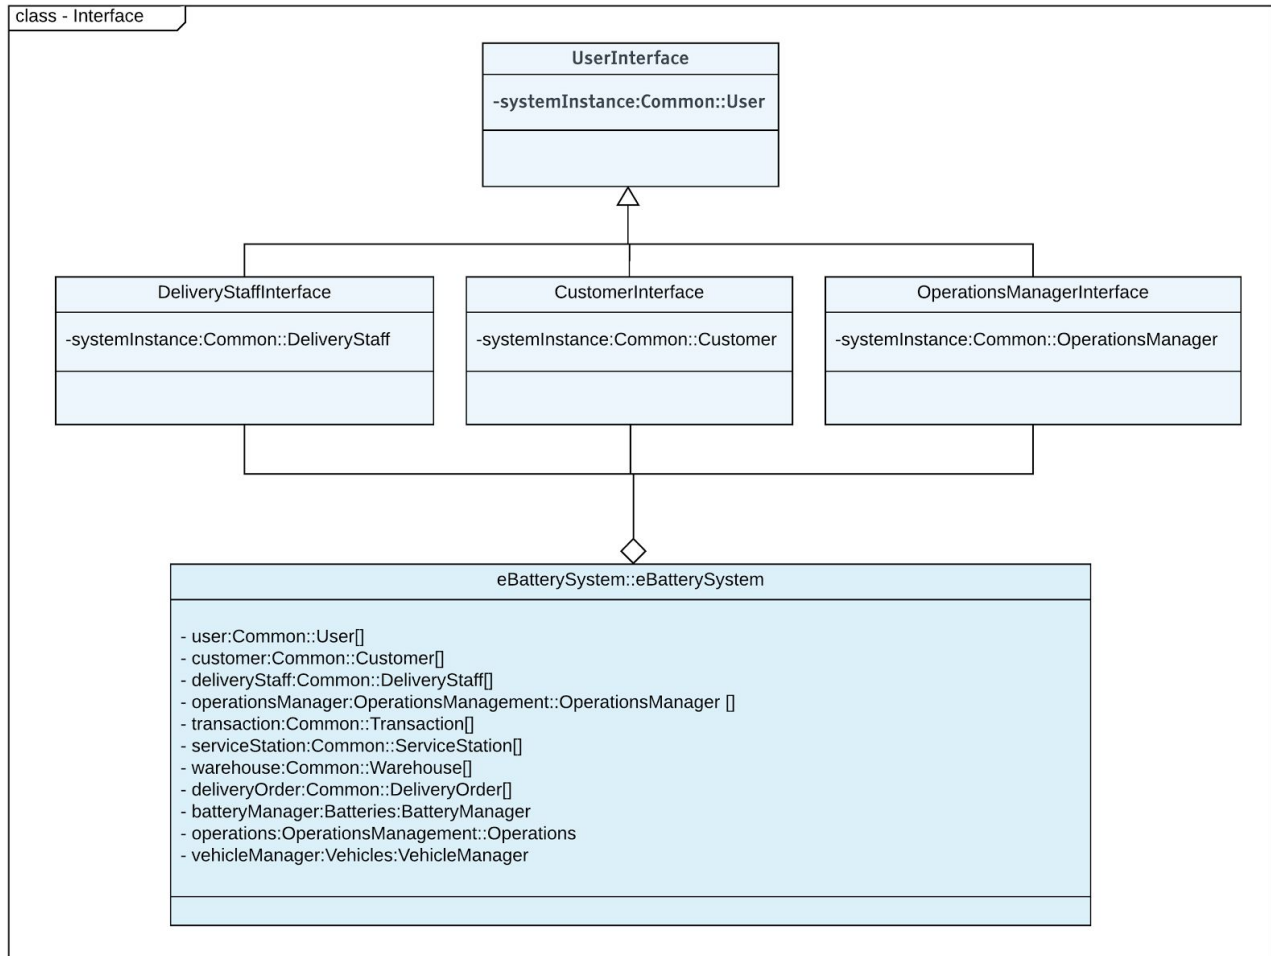 class - Interface
UserInterface
-systemInstance:Common::User
DeliveryStaffInterface
-systemInstance:Common::DeliveryStaff
CustomerInterface
-systemInstance:Common::Customer
OperationsManagerInterface
-systemInstance:Common::OperationsManager
eBatterySystem::eBatterySystem
- user:Common::User[]
- customer:Common::Customer[]
- deliveryStaff:Common::DeliveryStaff[]
- operationsManager:OperationsManagement::OperationsManager []
- transaction:Common::Transaction[]
- serviceStation:Common::ServiceStation[]
- warehouse:Common::Warehouse[]
- deliveryOrder:Common::DeliveryOrder[]
- batteryManager:Batteries:BatteryManager
- operations:OperationsManagement::Operations
- vehicleManager:Vehicles:VehicleManager